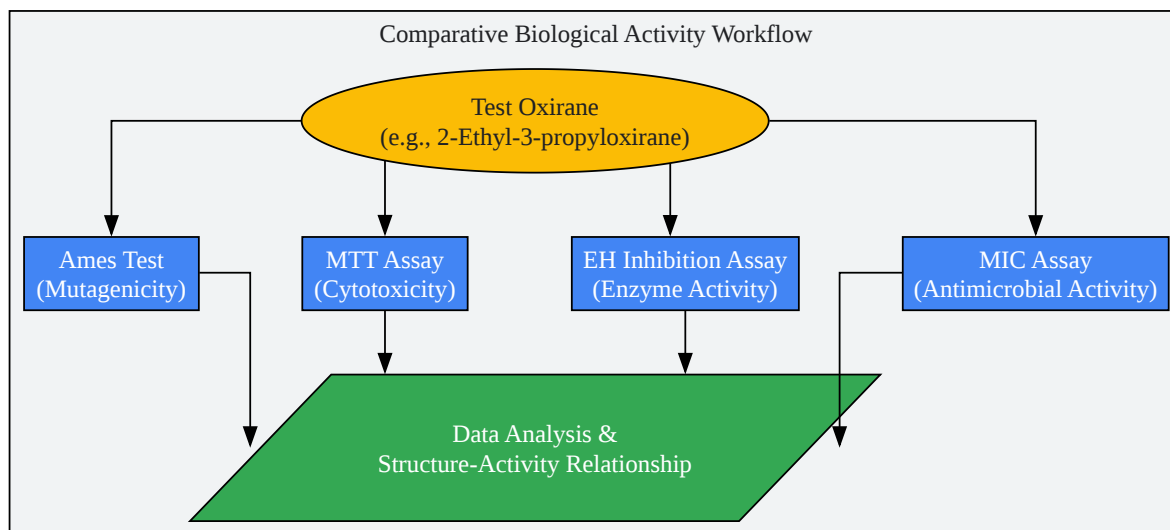 Comparative Biological Activity Workflow
Test Oxirane
(e.g., 2-Ethyl-3-propyloxirane)
Ames Test
(Mutagenicity)
MTT Assay
(Cytotoxicity)
EH Inhibition Assay
(Enzyme Activity)
MIC Assay
(Antimicrobial Activity)
Data Analysis &
Structure-Activity Relationship